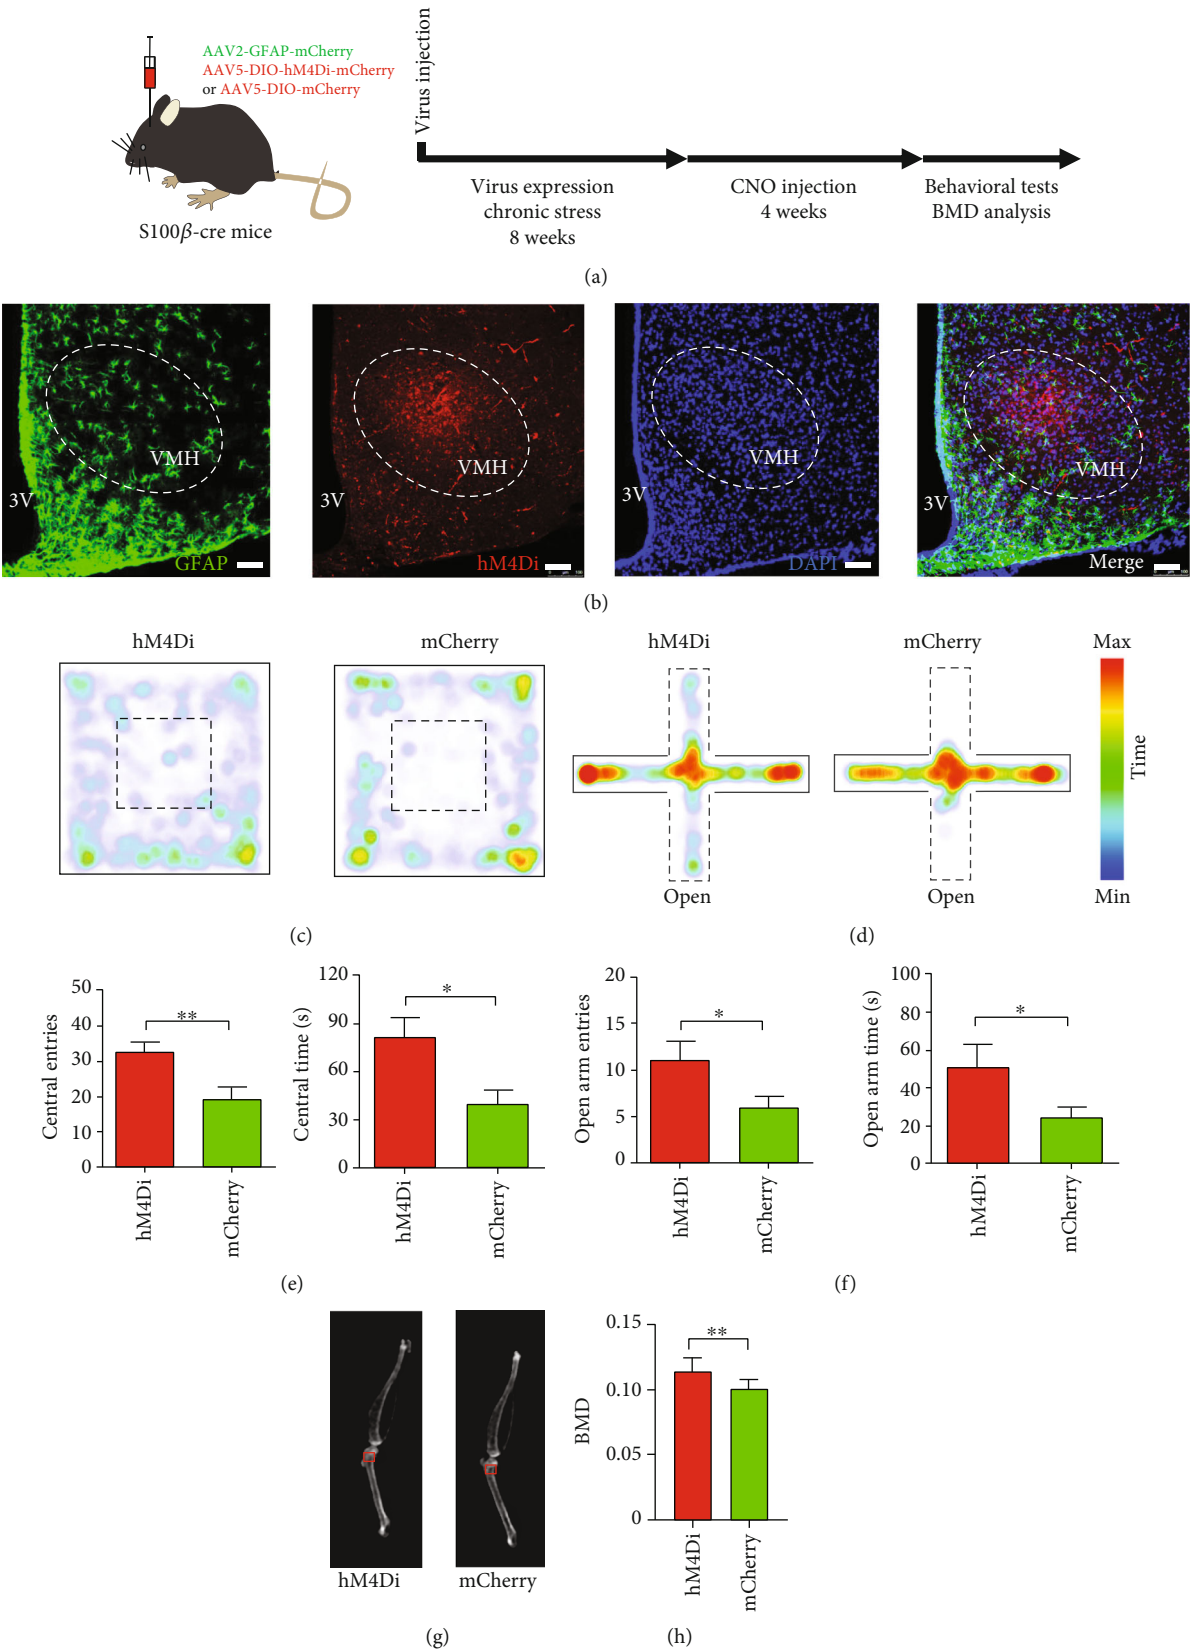 AAV2-GFAP-mCherry
AAV5-DIO-hM4Di-mCherry
or AAV5-DIO-mCherry
S100β-cre mice
Virus injection
Virus expression
chronic stress
8 weeks
CNO injection
4 weeks
Behavioral tests
BMD analysis
(a)
VMH
3V
GFAP
VMH
hM4Di
VMH
3V
DAPI
VMH
3V
Merge
(b)
hM4Di
mCherry
hM4Di
mCherry
Max
Time
Min
Open
Open
(c)
(d)
50
40
30
20
10
0
Central entries
**
hM4Di
mCherry
120
90
60
30
0
Central time (s)
*
hM4Di
mCherry
20
15
10
5
0
Open arm entries
*
hM4Di
mCherry
100
80
60
40
20
0
Open arm time (s)
*
hM4Di
mCherry
(e)
(f)
hM4Di
mCherry
0.15
0.10
0.05
0
BMD
**
hM4Di
mCherry
(g)
(h)